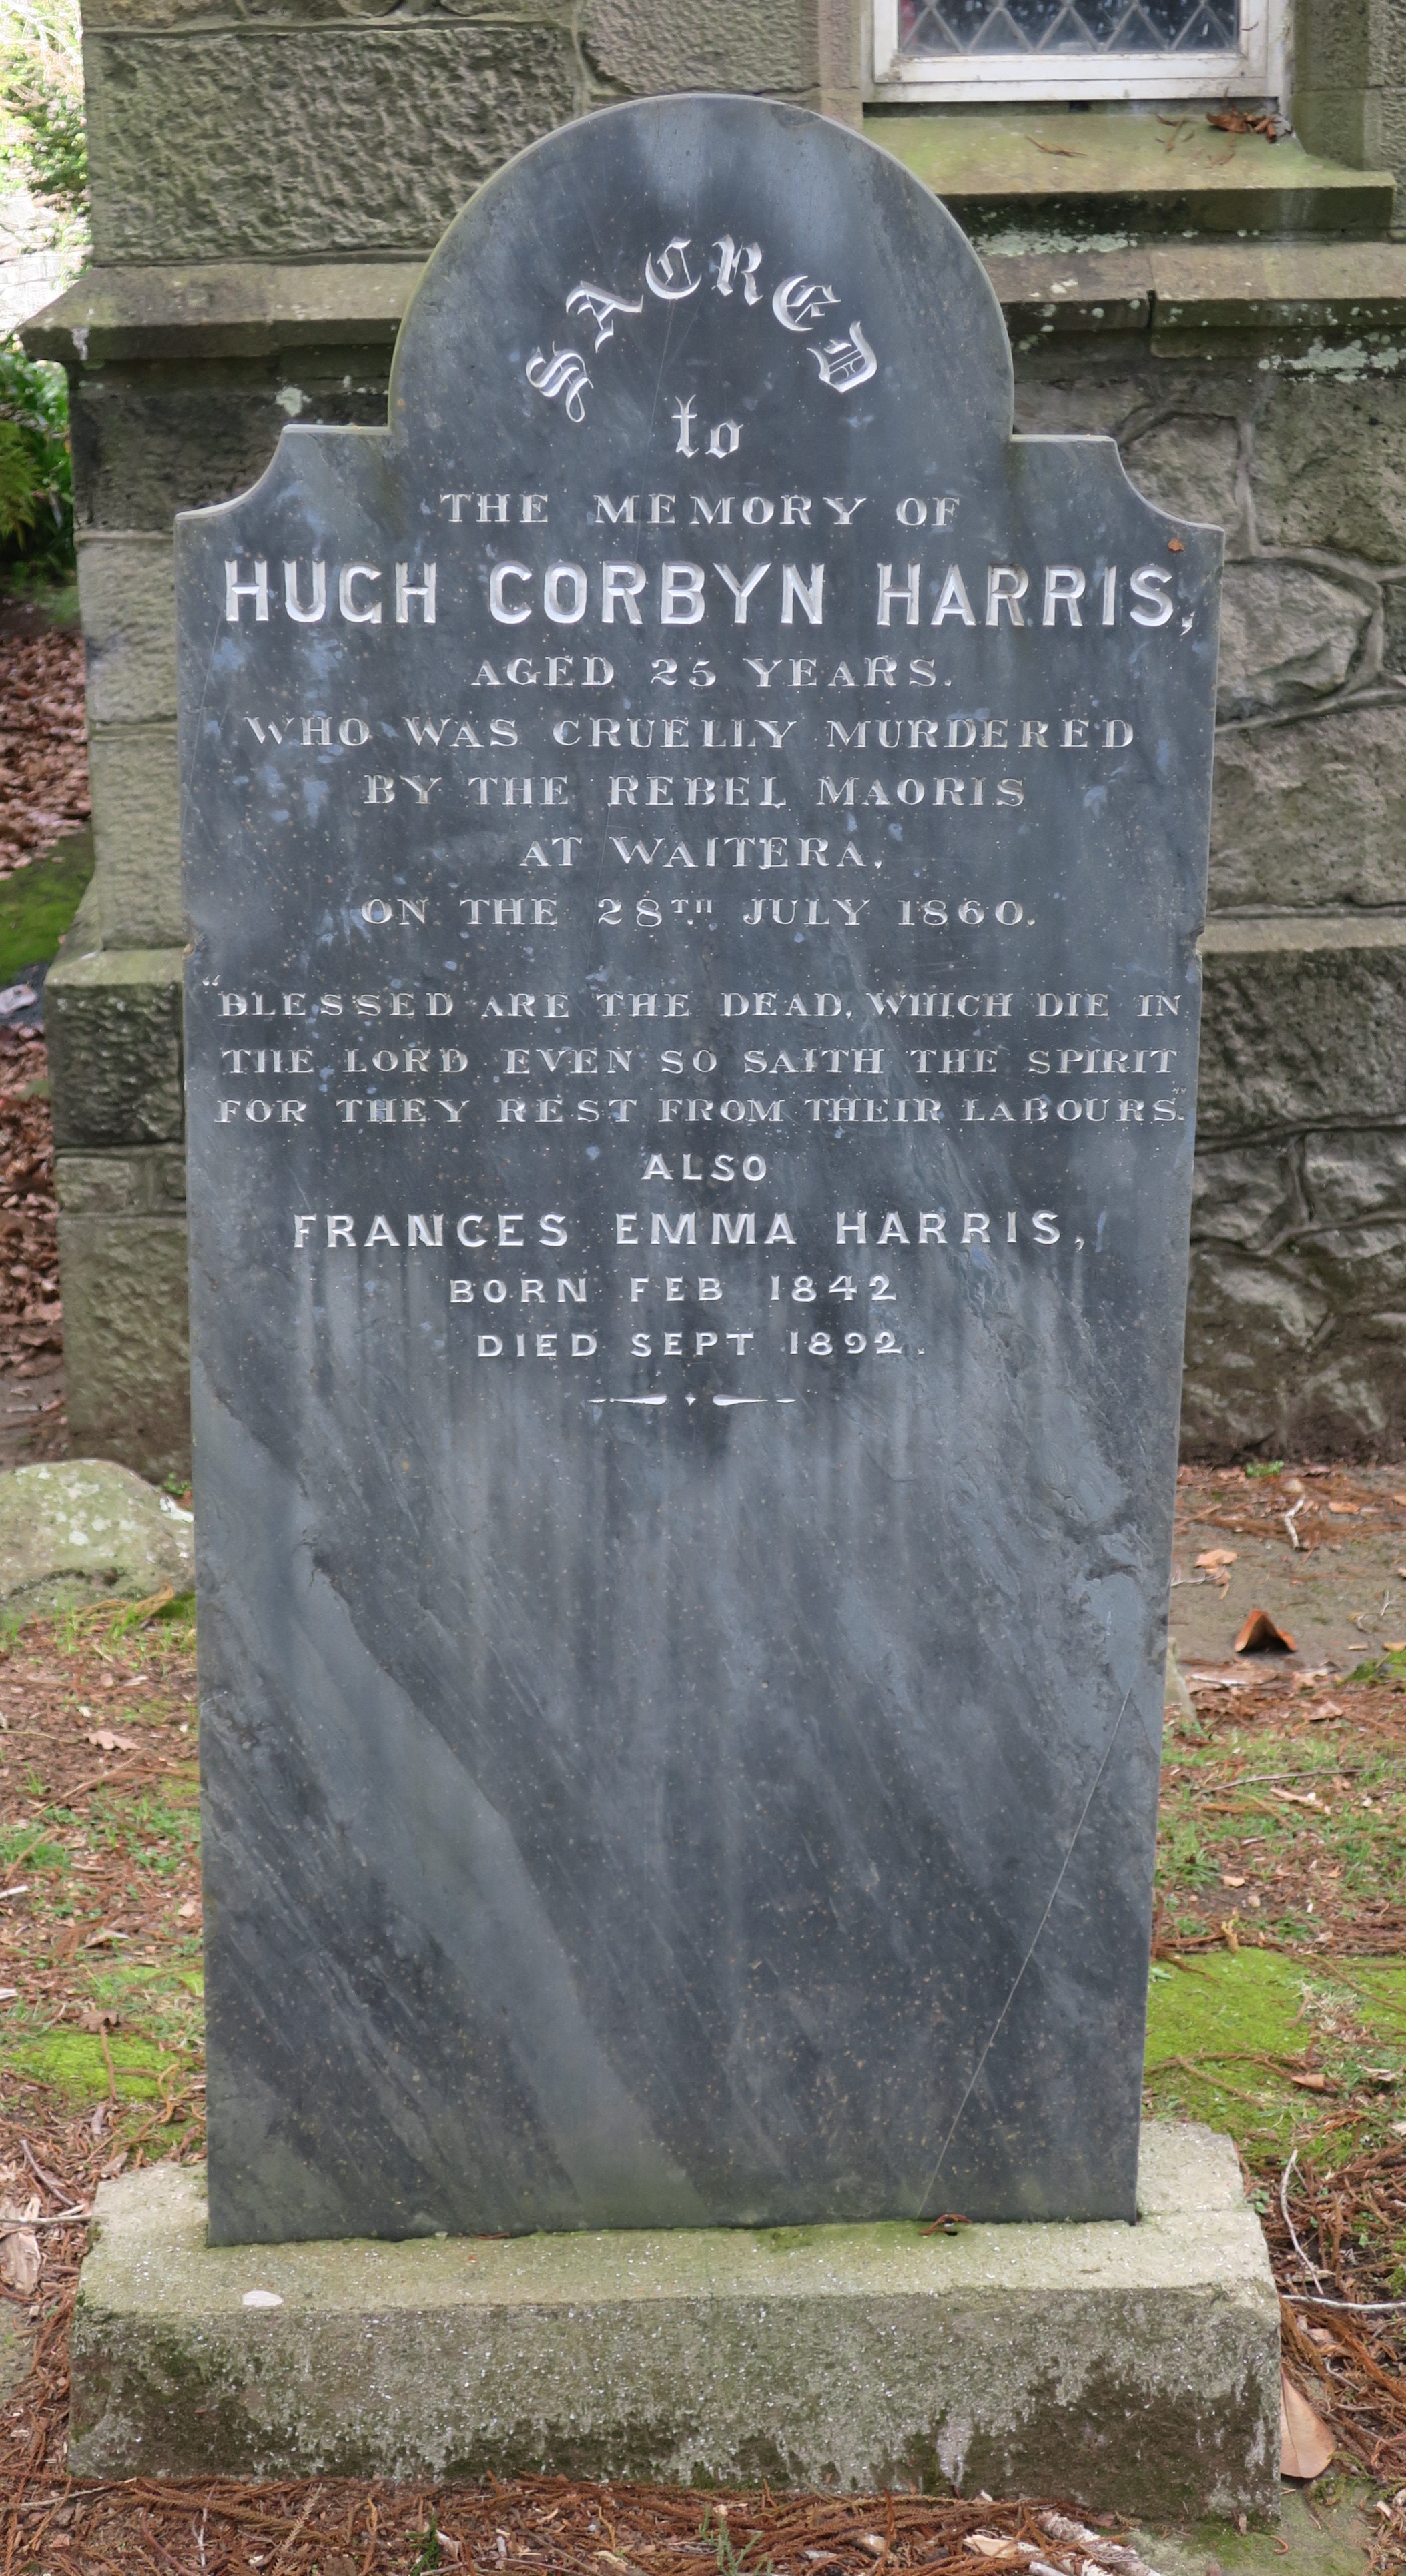 SACRED
to
THE MEMORY OF
HUGH CORBYN HARRIS,
AGED 25 YEARS.
WHO WAS CRUELLY MURDERED
BY THE REBEL MAORIS
AT WAITERA,
ON THE 28TH JULY 1860.
"BLESSED ARE THE DEAD, WHICH DIE IN
THE LORD EVEN SO SAITH THE SPIRIT
FOR THEY REST FROM THEIR LABOURS."
ALSO
FRANCES EMMA HARRIS,
BORN FEB 1842
DIED SEPT 1892.